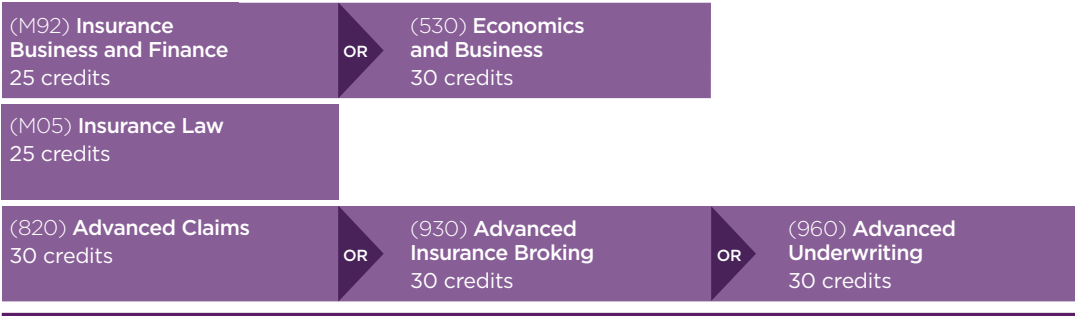 (M92) Insurance
Business and Finance
25 credits
OR
(530) Economics
and Business
30 credits
(M05) Insurance Law
25 credits
(820) Advanced Claims
30 credits
OR
(930) Advanced
Insurance Broking
30 credits
OR
(960) Advanced
Underwriting
30 credits